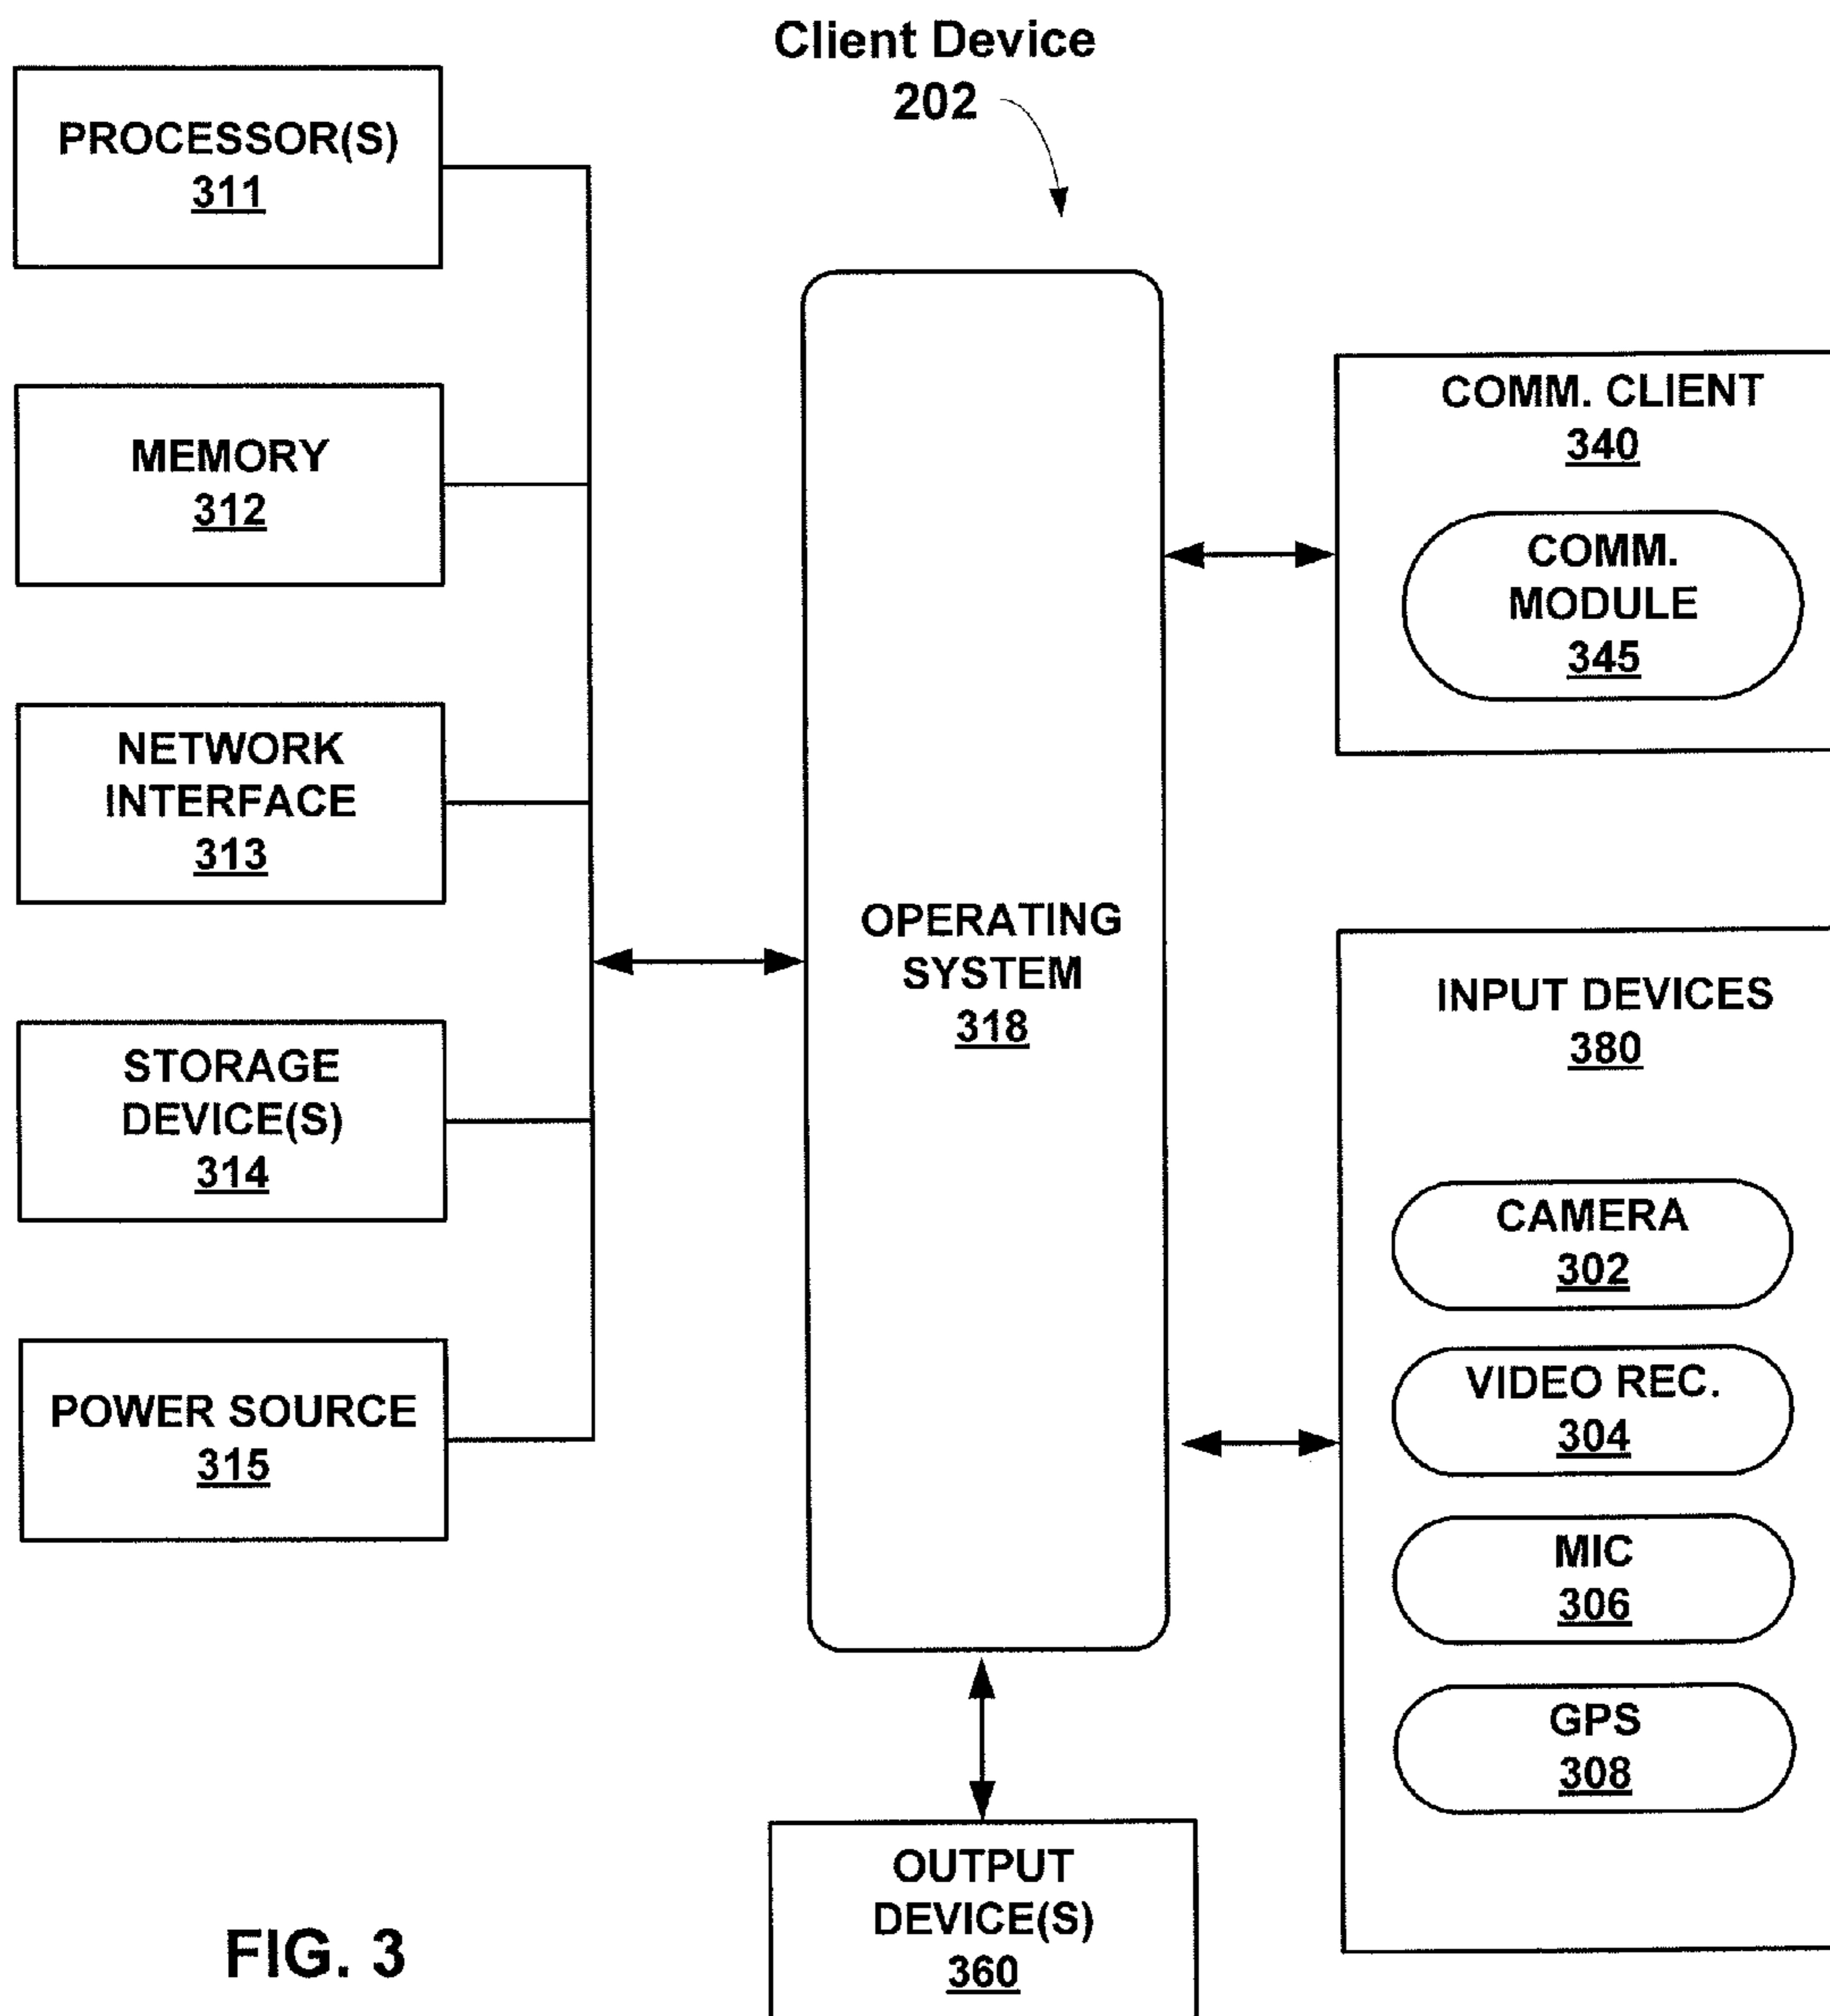 Client Device
202
PROCESSOR(S)
311
MEMORY
312
NETWORK
INTERFACE
313
STORAGE
DEVICE(S)
314
POWER SOURCE
315
OPERATING
SYSTEM
318
COMM. CLIENT
340
COMM.
MODULE
345
INPUT DEVICES
380
CAMERA
302
VIDEO REC.
304
MIC
306
GPS
308
OUTPUT
DEVICE(S)
360
FIG. 3